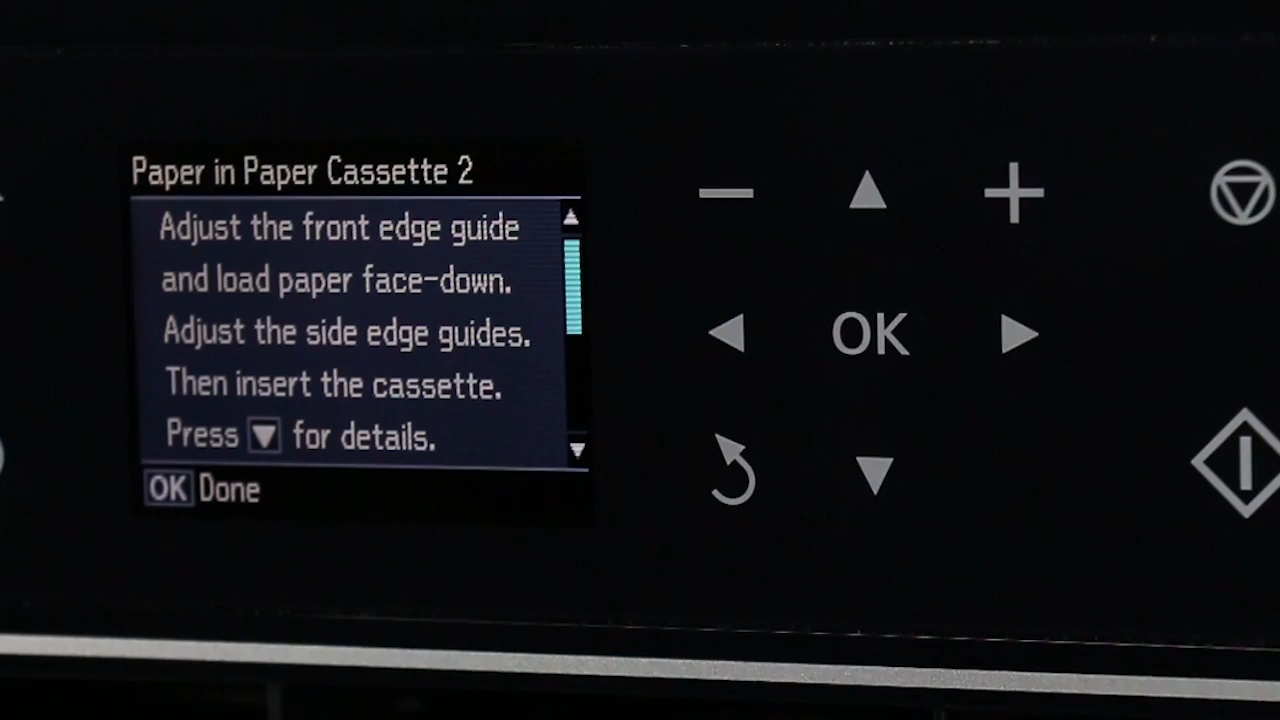 Paper in Paper Cassette 2
Adjust the front edge guide
and load paper face-down.
Adjust the side edge guides.
Then insert the cassette.
Press ▼ for details.
OK Done
OK